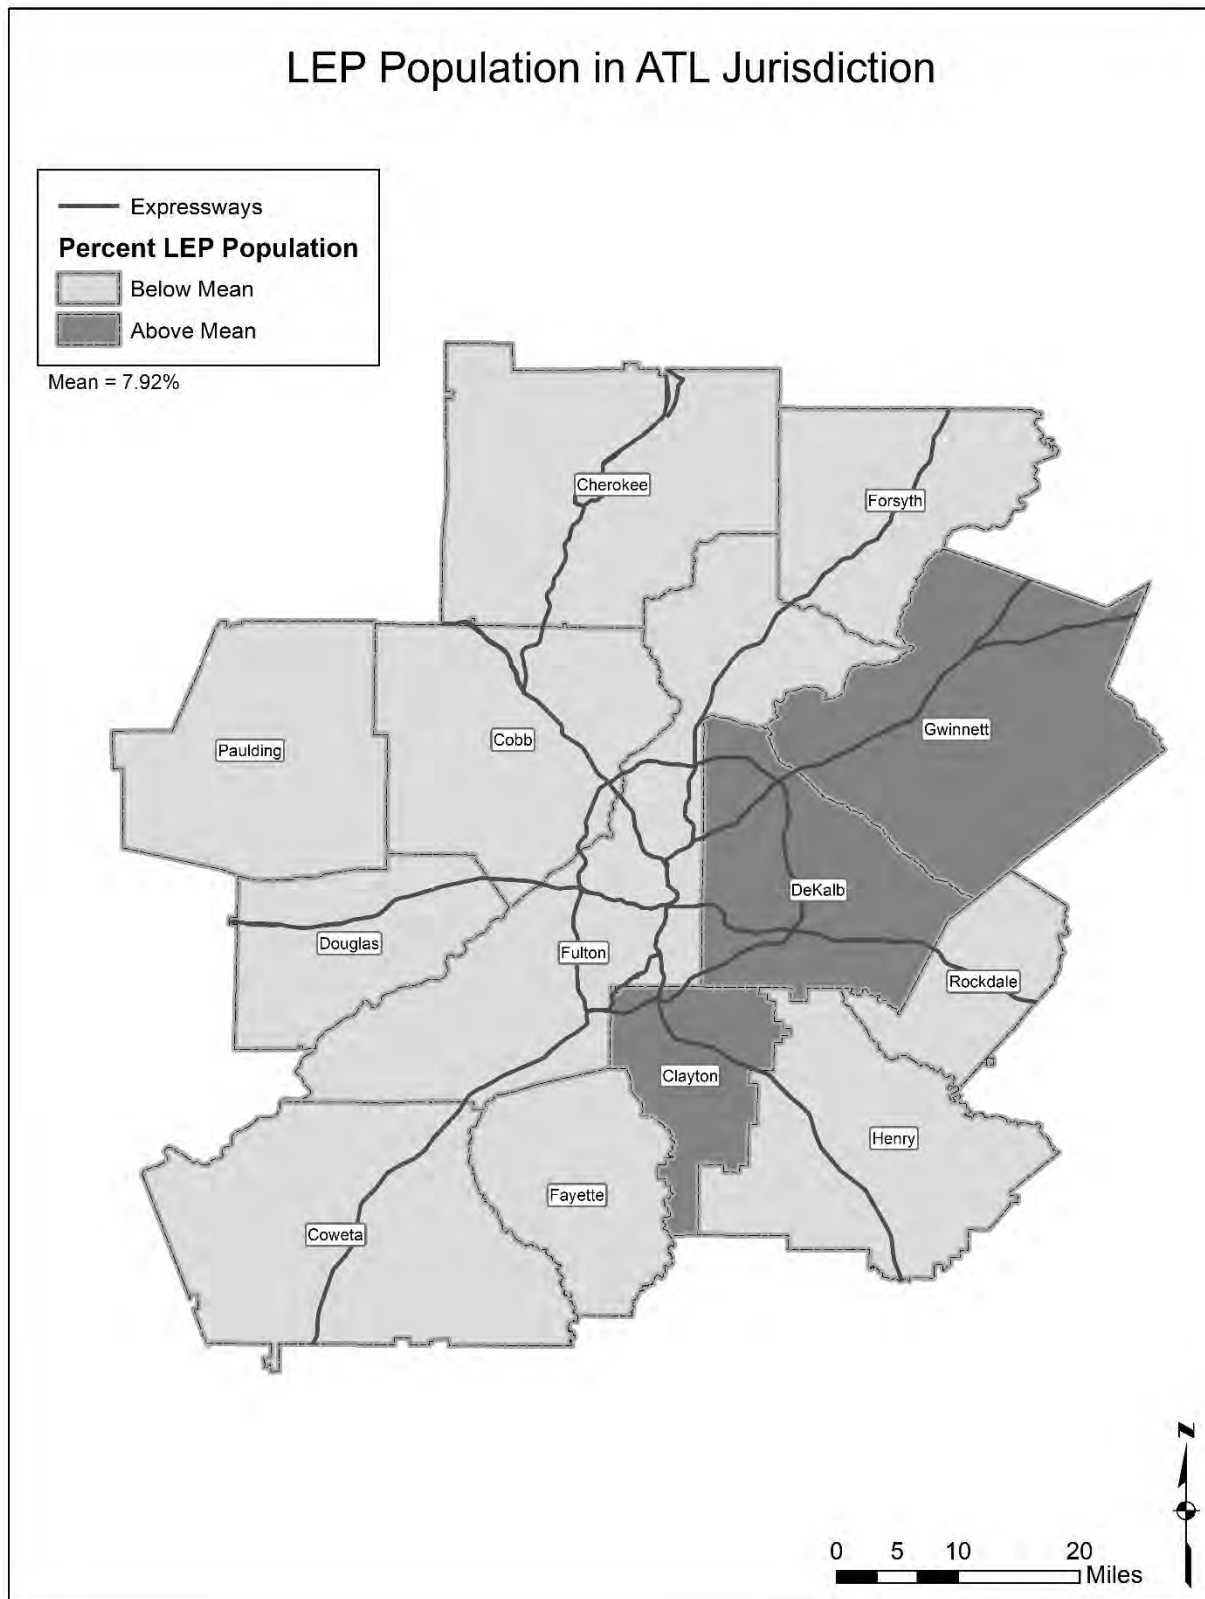 LEP Population in ATL Jurisdiction
Expressways
Percent LEP Population
Below Mean
Above Mean
Mean = 7.92%
Cherokee
Forsyth
Gwinnett
Cobb
Paulding
DeKalb
Douglas
Fulton
Rockdale
Clayton
Henry
Fayette
Coweta
N
0 5 10 20
Miles